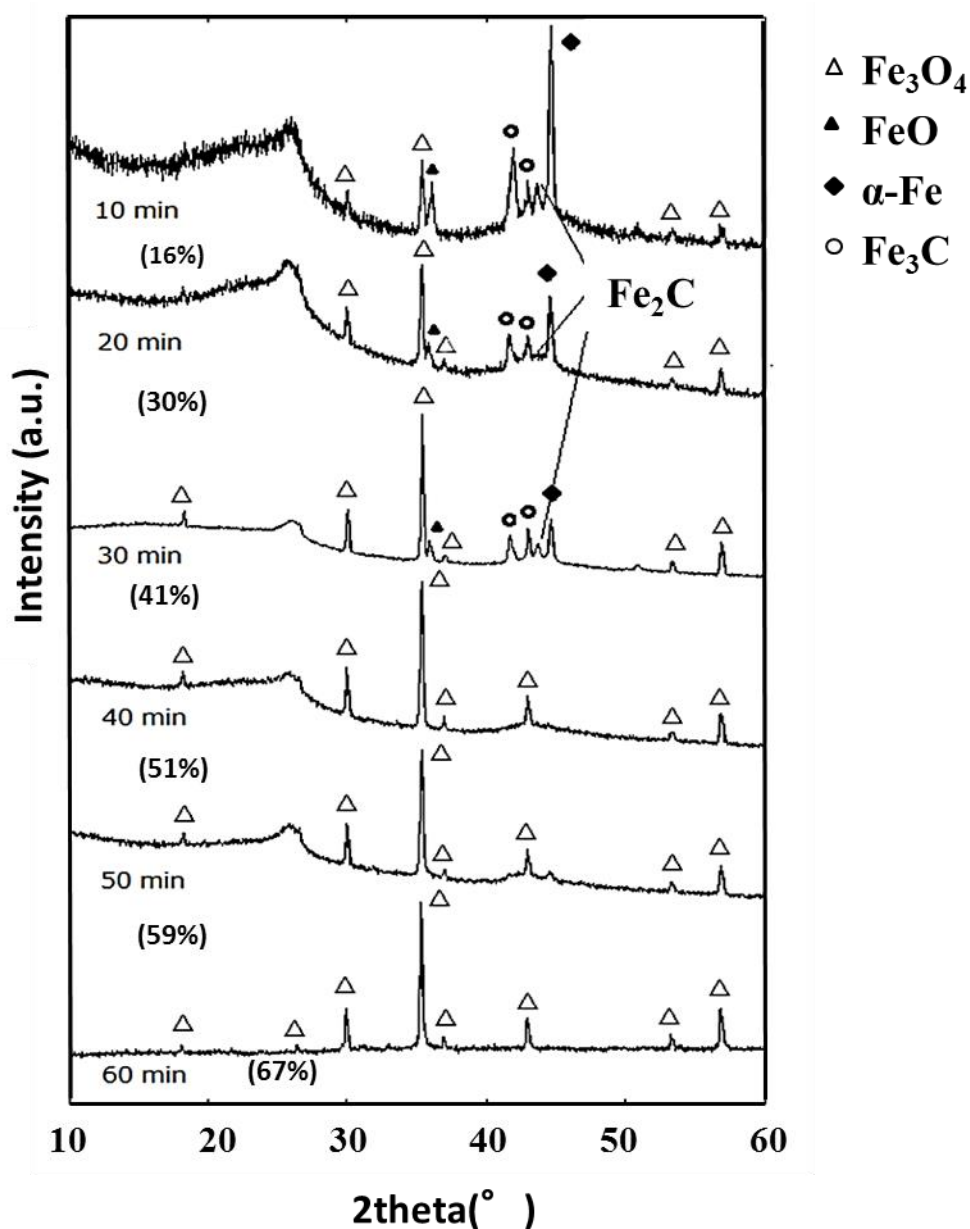 Fe₃O₄
FeO
α-Fe
Fe₃C
Fe₂C
10 min
(16%)
20 min
(30%)
30 min
(41%)
40 min
(51%)
50 min
(59%)
60 min
(67%)
Intensity (a.u.)
10 20 30 40 50 60
2theta(° )